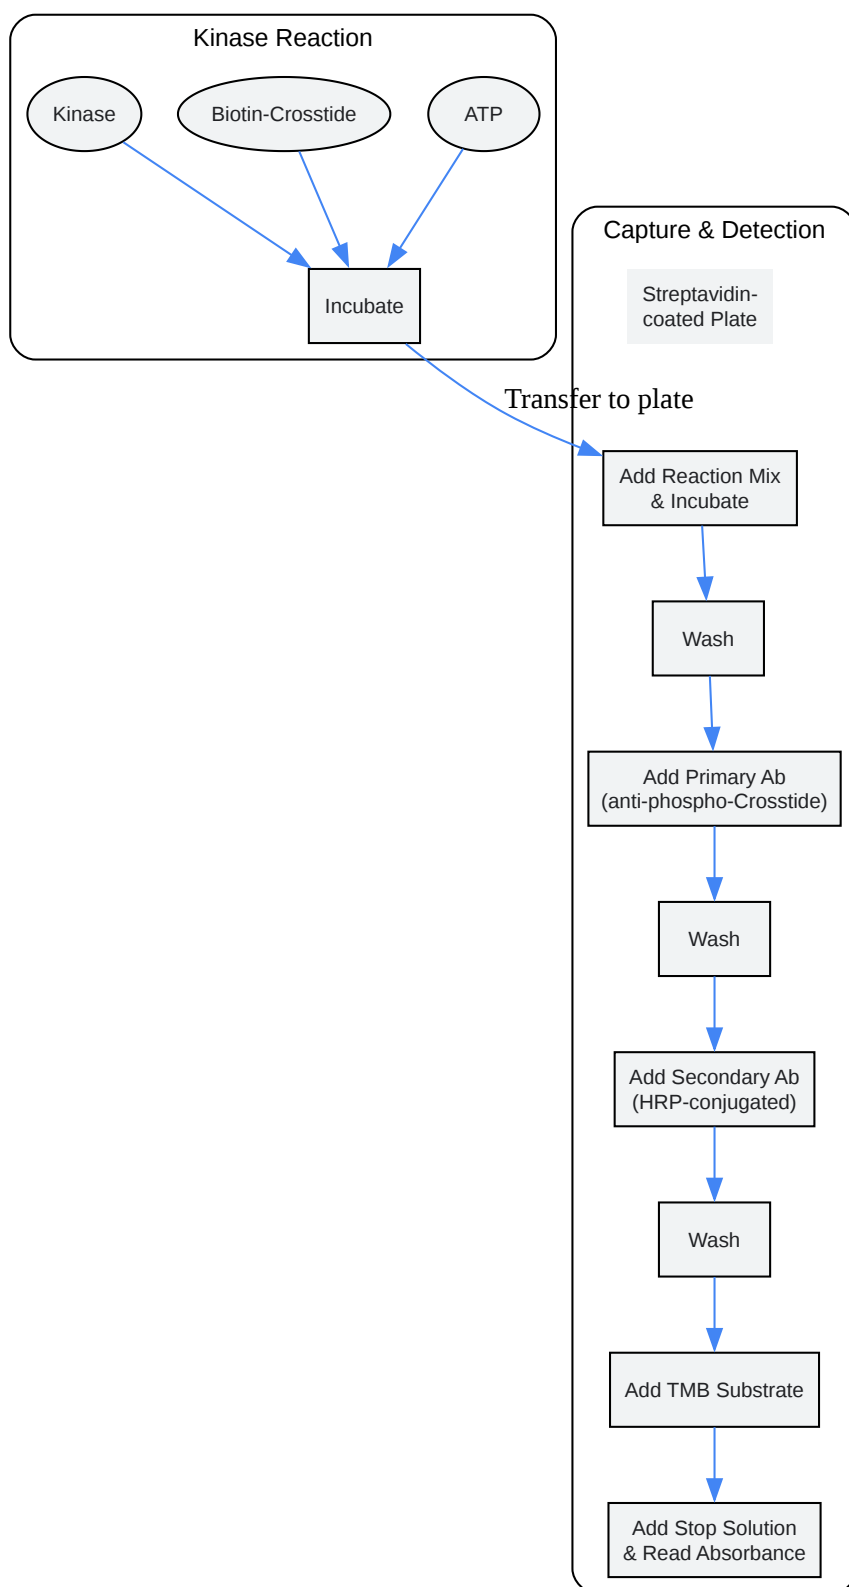 Kinase Reaction
Kinase
Biotin-Crosstide
ATP
Incubate
Capture & Detection
Streptavidin-
coated Plate
Transfer to plate
Add Reaction Mix
& Incubate
Wash
Add Primary Ab
(anti-phospho-Crosstide)
Wash
Add Secondary Ab
(HRP-conjugated)
Wash
Add TMB Substrate
Add Stop Solution
& Read Absorbance